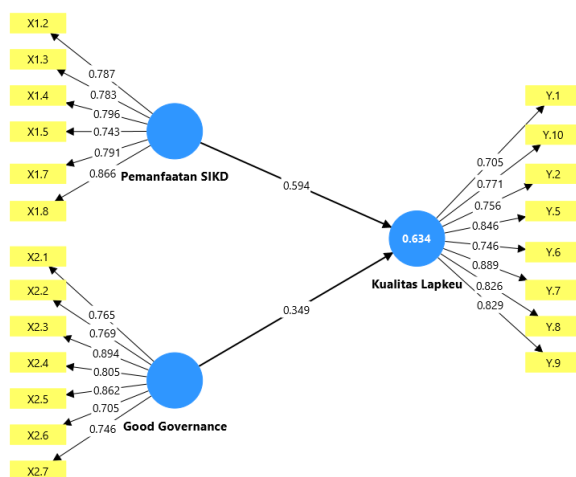 X1.2
X1.3
X1.4
X1.5
X1.7
X1.8
0.787
0.783
0.796
0.743
0.791
0.866
Pemanfaatan SIKD
0.594
X2.1
X2.2
X2.3
X2.4
X2.5
X2.6
X2.7
0.765
0.769
0.894
0.805
0.862
0.705
0.746
Good Governance
0.349
0.634
Kualitas Lapkeu
0.705
0.771
0.756
0.846
0.746
0.889
0.826
0.829
Y.1
Y.10
Y.2
Y.5
Y.6
Y.7
Y.8
Y.9